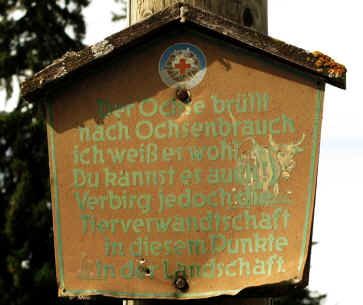 Der Ochse brüllt
nach Ochsenbrauch
ich weiß es wohl
Du kannst es auch
Verbirg jedoch die
Tierverwandtschaft
in diesem Punkte
in der Landschaft.